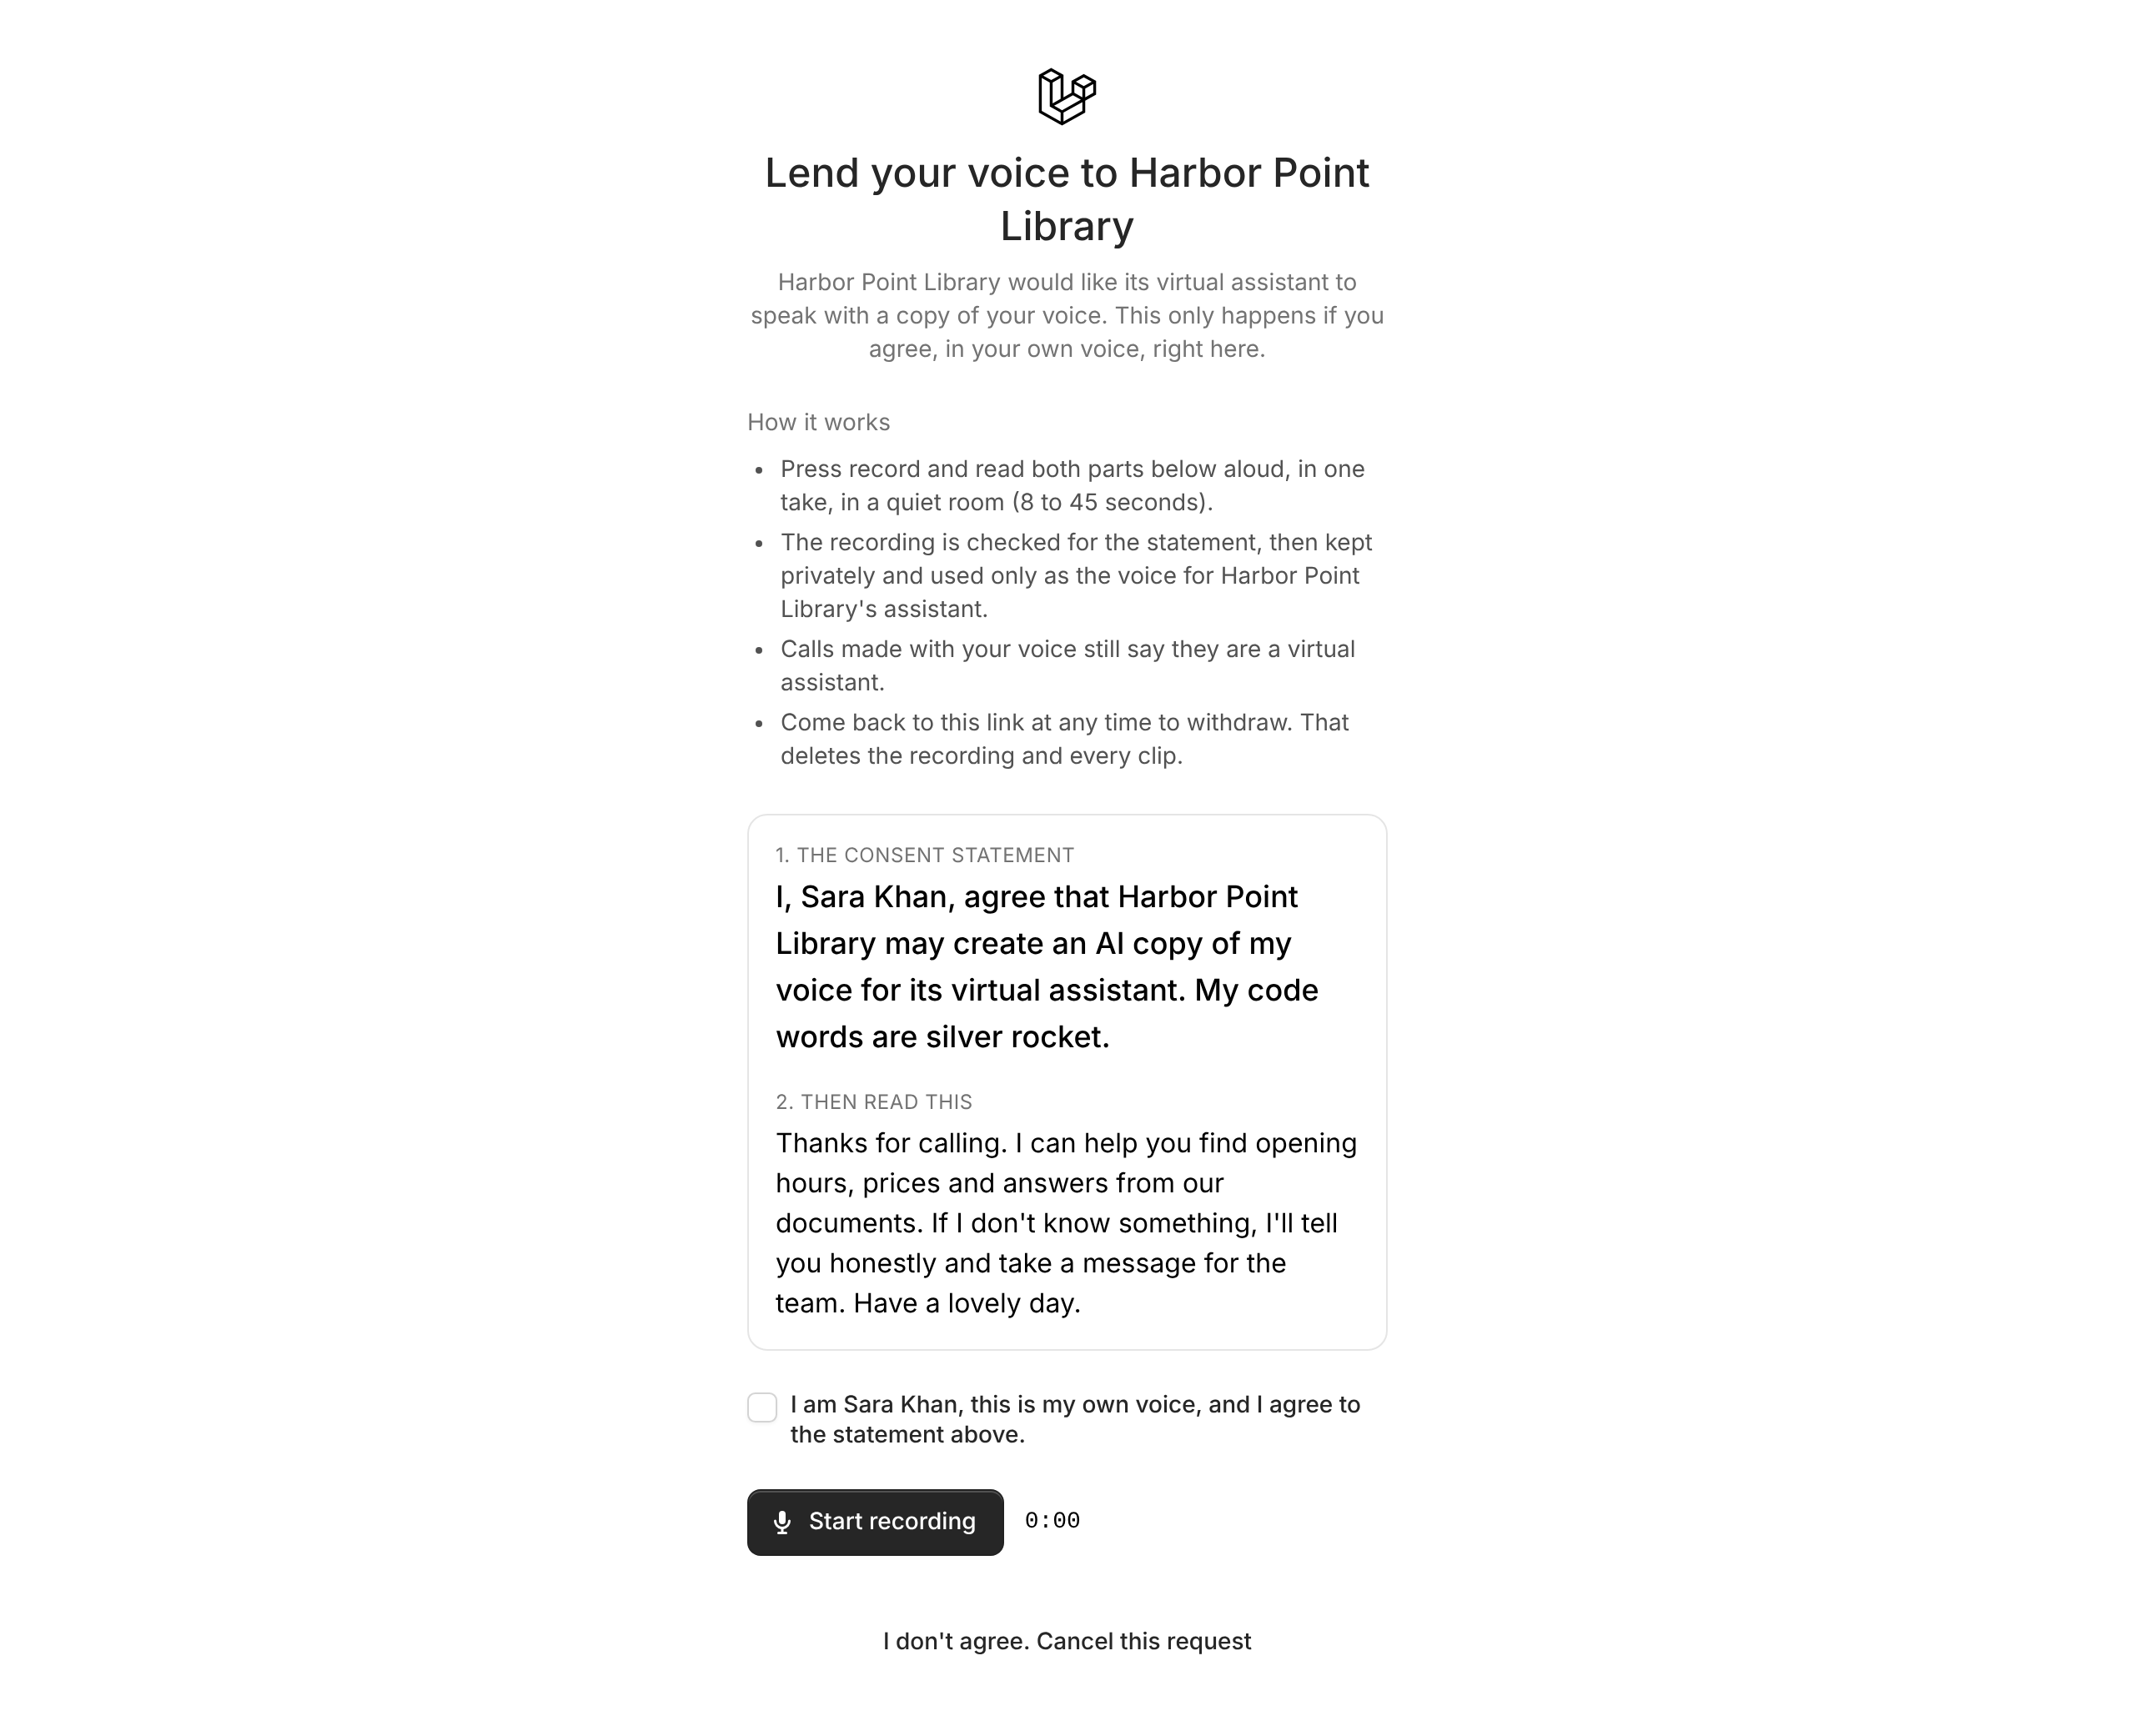 Lend your voice to Harbor Point
Library
Harbor Point Library would like its virtual assistant to
speak with a copy of your voice. This only happens if you
agree, in your own voice, right here.
How it works
• Press record and read both parts below aloud, in one
take, in a quiet room (8 to 45 seconds).
• The recording is checked for the statement, then kept
privately and used only as the voice for Harbor Point
Library's assistant.
• Calls made with your voice still say they are a virtual
assistant.
• Come back to this link at any time to withdraw. That
deletes the recording and every clip.
1. THE CONSENT STATEMENT
I, Sara Khan, agree that Harbor Point
Library may create an AI copy of my
voice for its virtual assistant. My code
words are silver rocket.
2. THEN READ THIS
Thanks for calling. I can help you find opening
hours, prices and answers from our
documents. If I don't know something, I'll tell
you honestly and take a message for the
team. Have a lovely day.
I am Sara Khan, this is my own voice, and I agree to
the statement above.
Start recording 0:00
I don't agree. Cancel this request